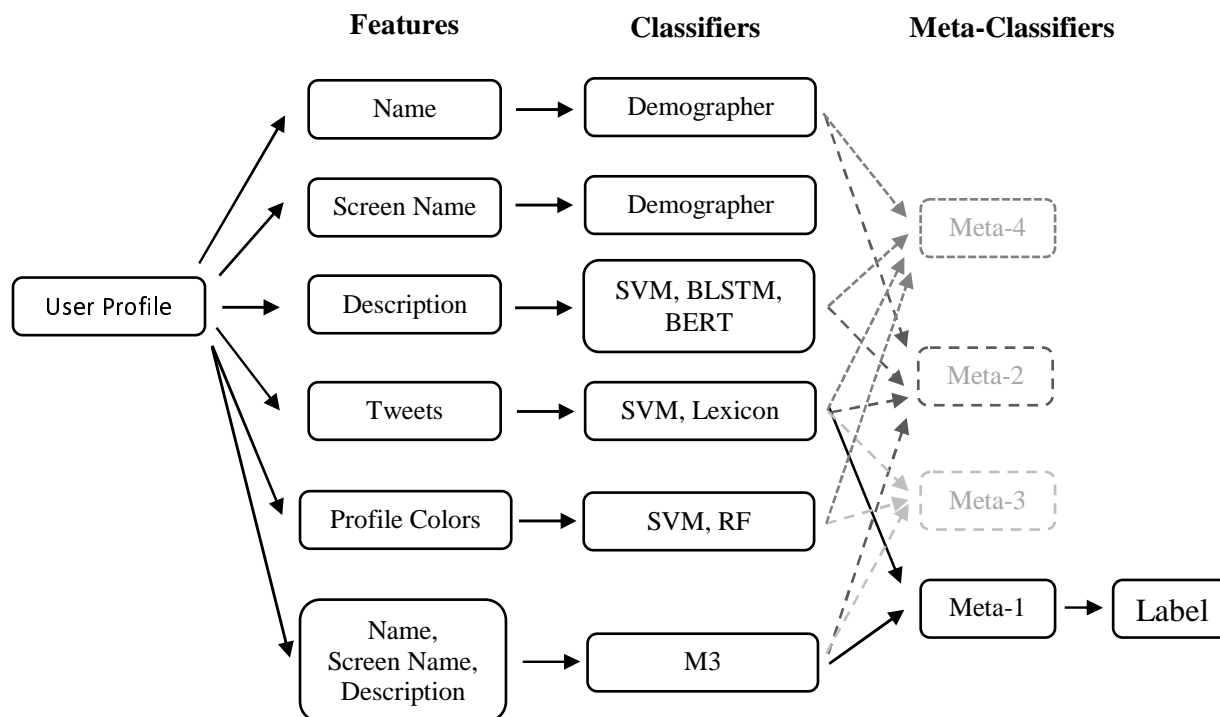 Features
Classifiers
Meta-Classifiers
Name
Demographer
Screen Name
Demographer
Meta-4
User Profile
Description
SVM, BLSTM,
BERT
Meta-2
Tweets
SVM, Lexicon
Meta-3
Profile Colors
SVM, RF
Name,
Screen Name,
Description
M3
Meta-1
Label